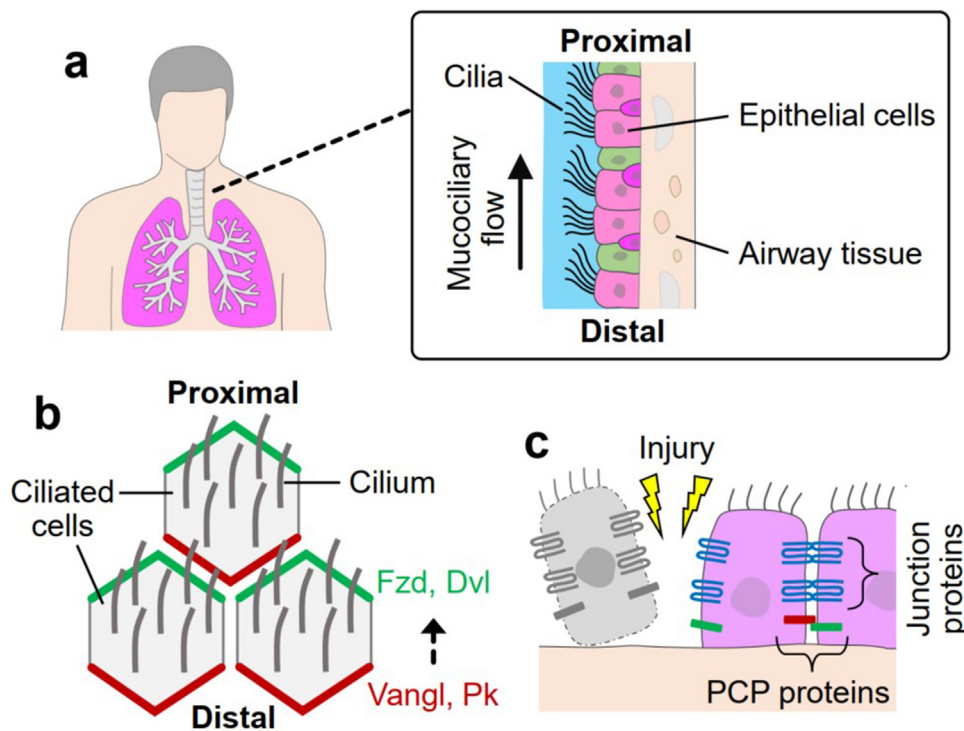 a
Proximal
Cilia
Epithelial cells
Mucociliary
flow
Airway tissue
Distal
b
Proximal
Ciliated
cells
Cilium
Fzd, Dvl
Vangl, Pk
Distal
c
Injury
Junction
proteins
PCP proteins